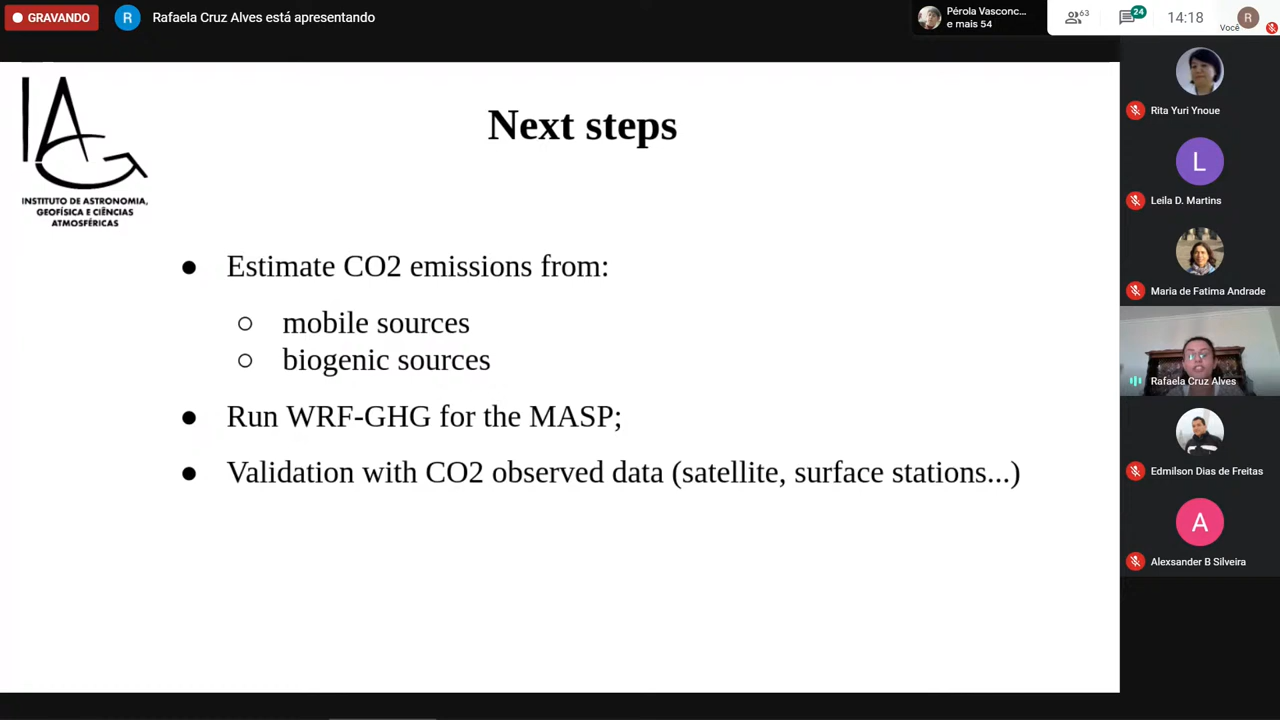 GRAVANDO
R
Rafaela Cruz Alves está apresentando
Pérola Vasconc...
e mais 54
63
24
14:18
Você
R
IAG
INSTITUTO DE ASTRONOMIA,
GEOFÍSICA E CIÊNCIAS
ATMOSFÉRICAS
Next steps
● Estimate CO2 emissions from:
○ mobile sources
○ biogenic sources
● Run WRF-GHG for the MASP;
● Validation with CO2 observed data (satellite, surface stations...)
Rita Yuri Ynoue
L
Leila D. Martins
Maria de Fatima Andrade
Rafaela Cruz Alves
Edmilson Dias de Freitas
A
Alexsander B Silveira